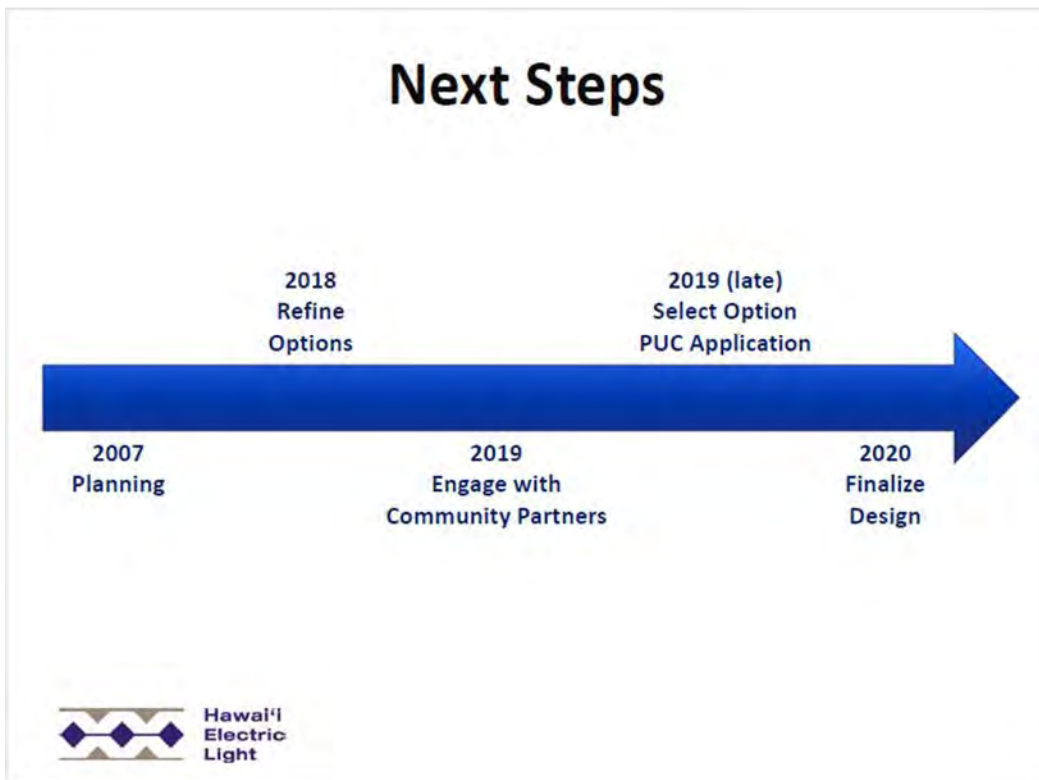 Next Steps
2018
Refine
Options
2019 (late)
Select Option
PUC Application
2007
Planning
2019
Engage with
Community Partners
2020
Finalize
Design
Hawaiʻi
Electric
Light